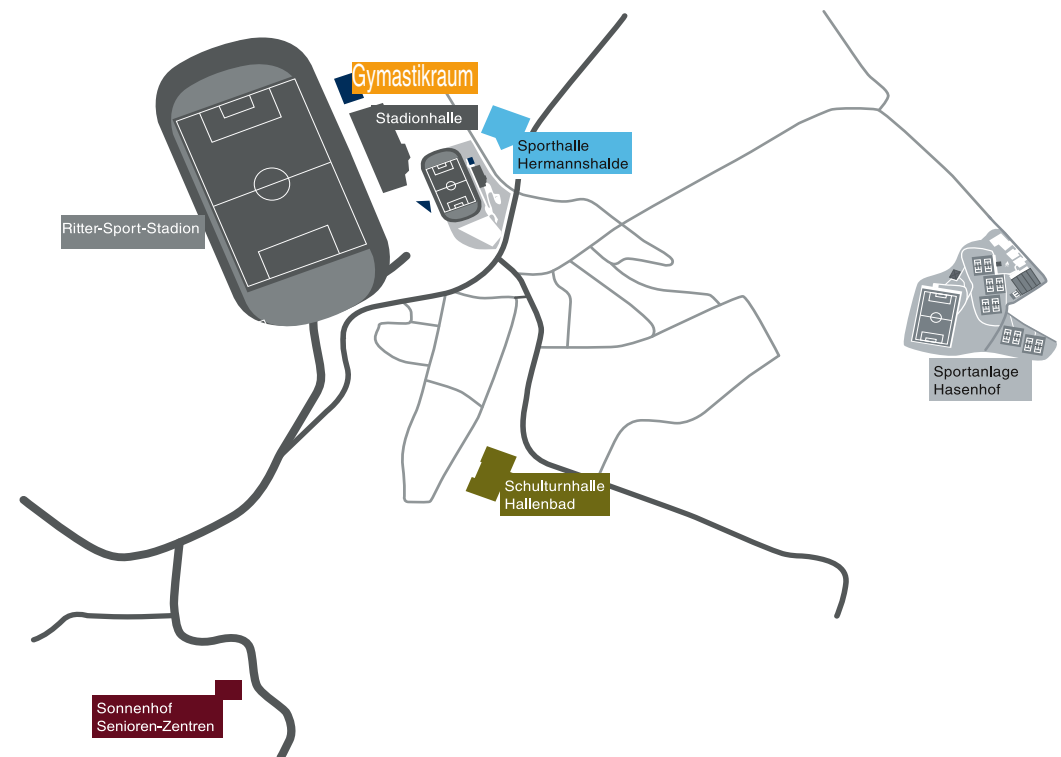 Gymastikraum
Stadionhalle
Sporthalle
Hermannshalde
Ritter-Sport-Stadion
Sportanlage
Hasenhof
Schulturnhalle
Hallenbad
Sonnenhof
Senioren-Zentren